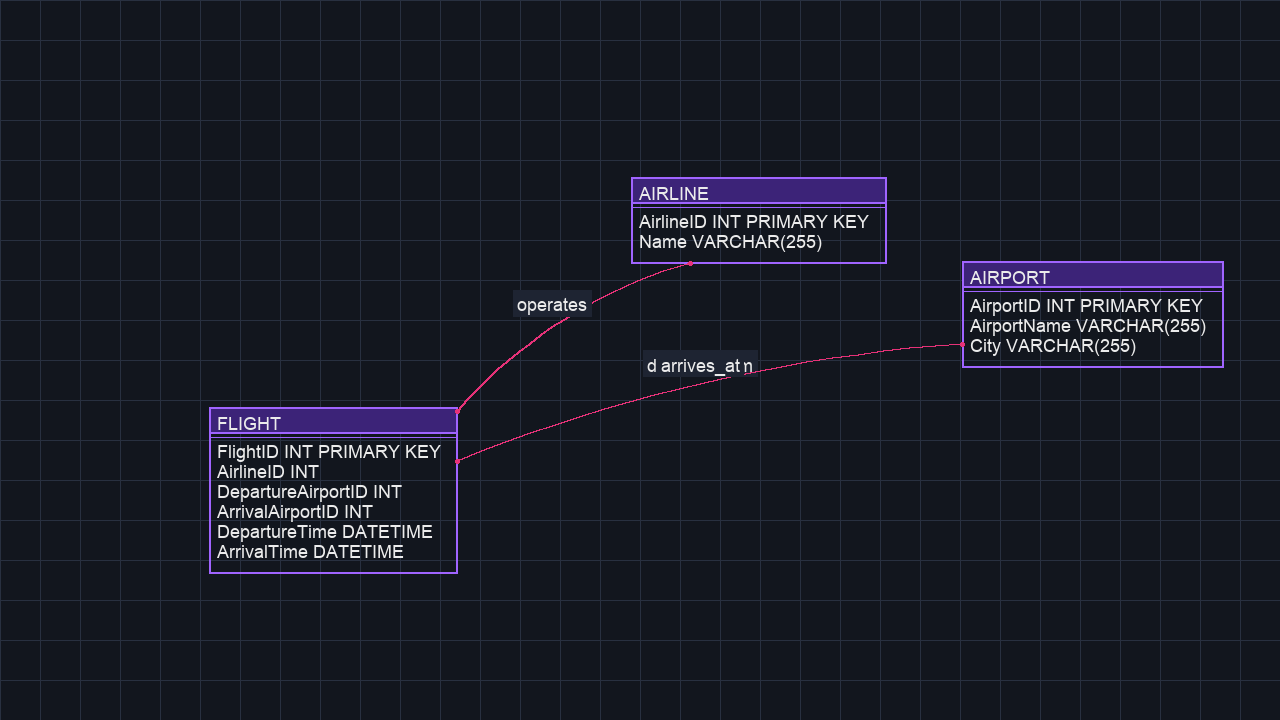 AIRLINE
AirlineID INT PRIMARY KEY
Name VARCHAR(255)
AIRPORT
AirportID INT PRIMARY KEY
AirportName VARCHAR(255)
City VARCHAR(255)
operates
arrives_at
FLIGHT
FlightID INT PRIMARY KEY
AirlineID INT
DepartureAirportID INT
ArrivalAirportID INT
DepartureTime DATETIME
ArrivalTime DATETIME